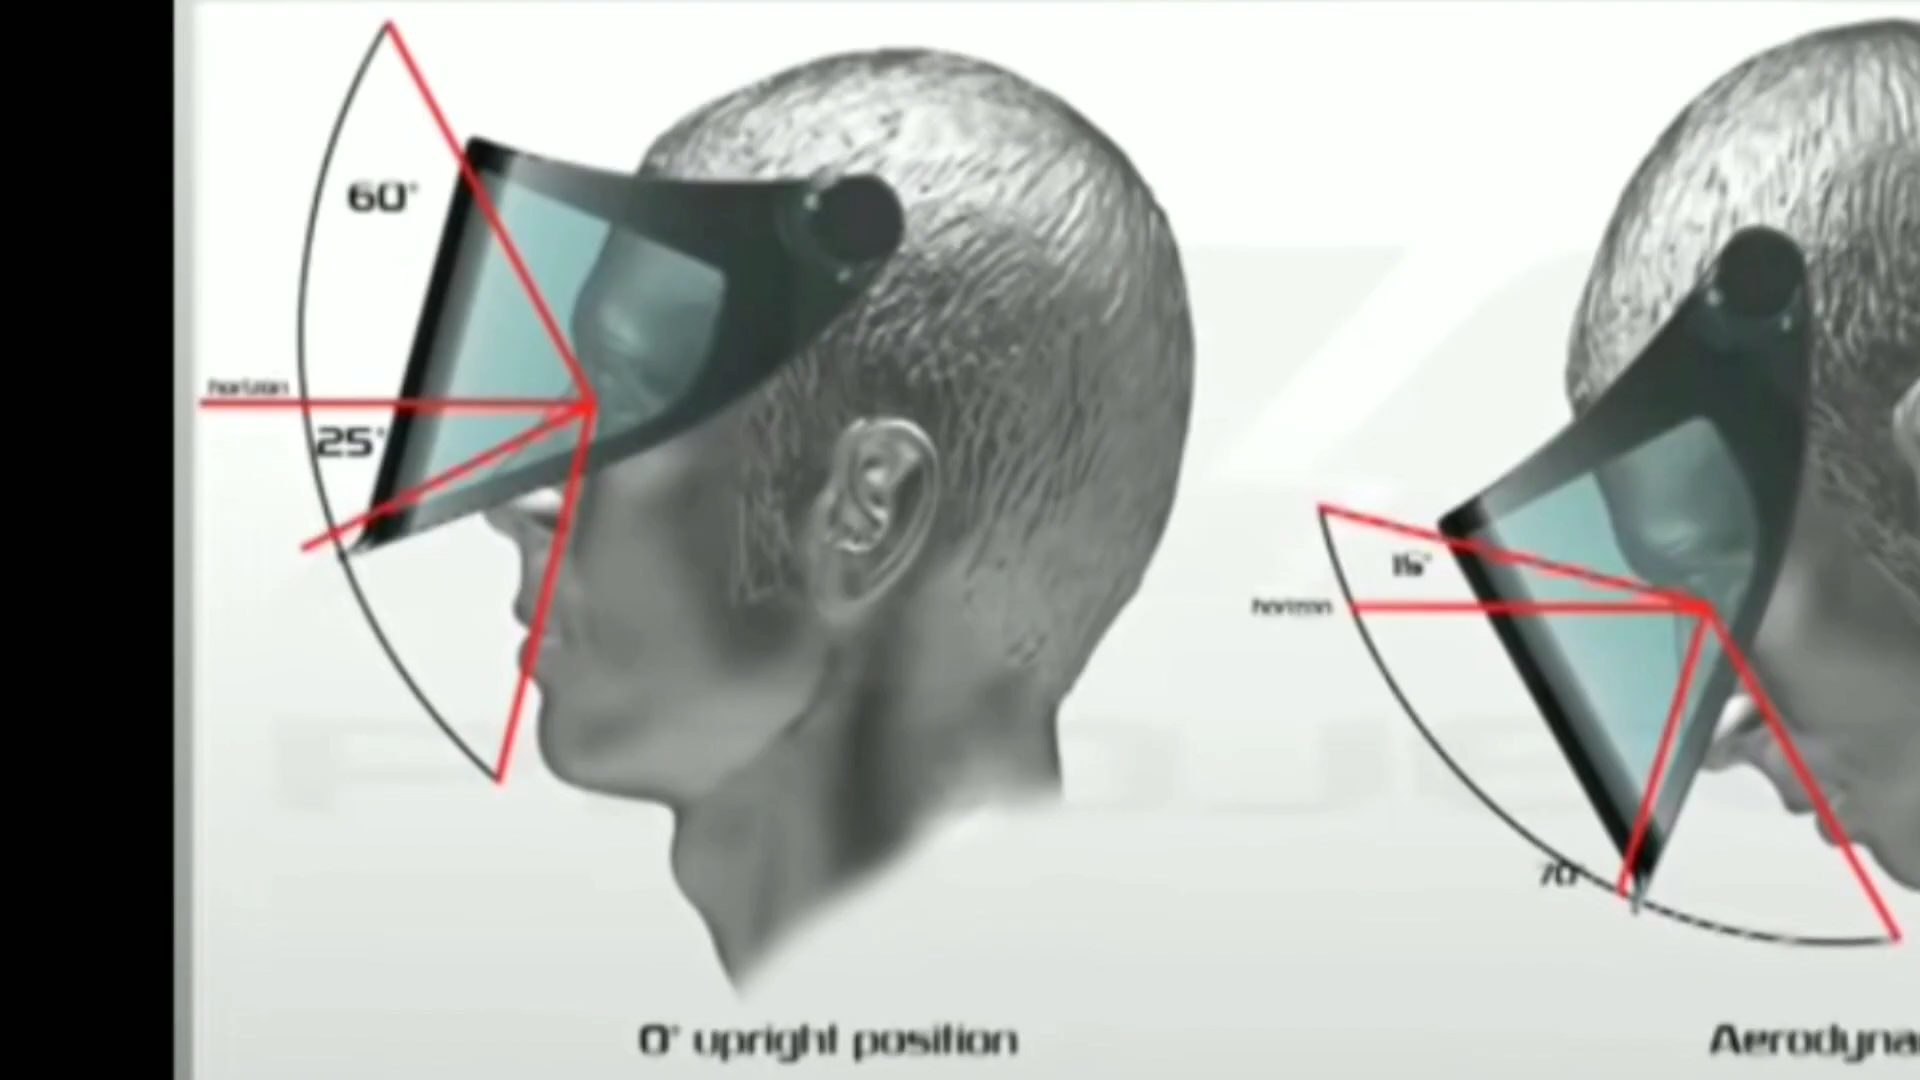 60°
horizon
25°
15°
horizon
70°
0° upright position
Aerodyna